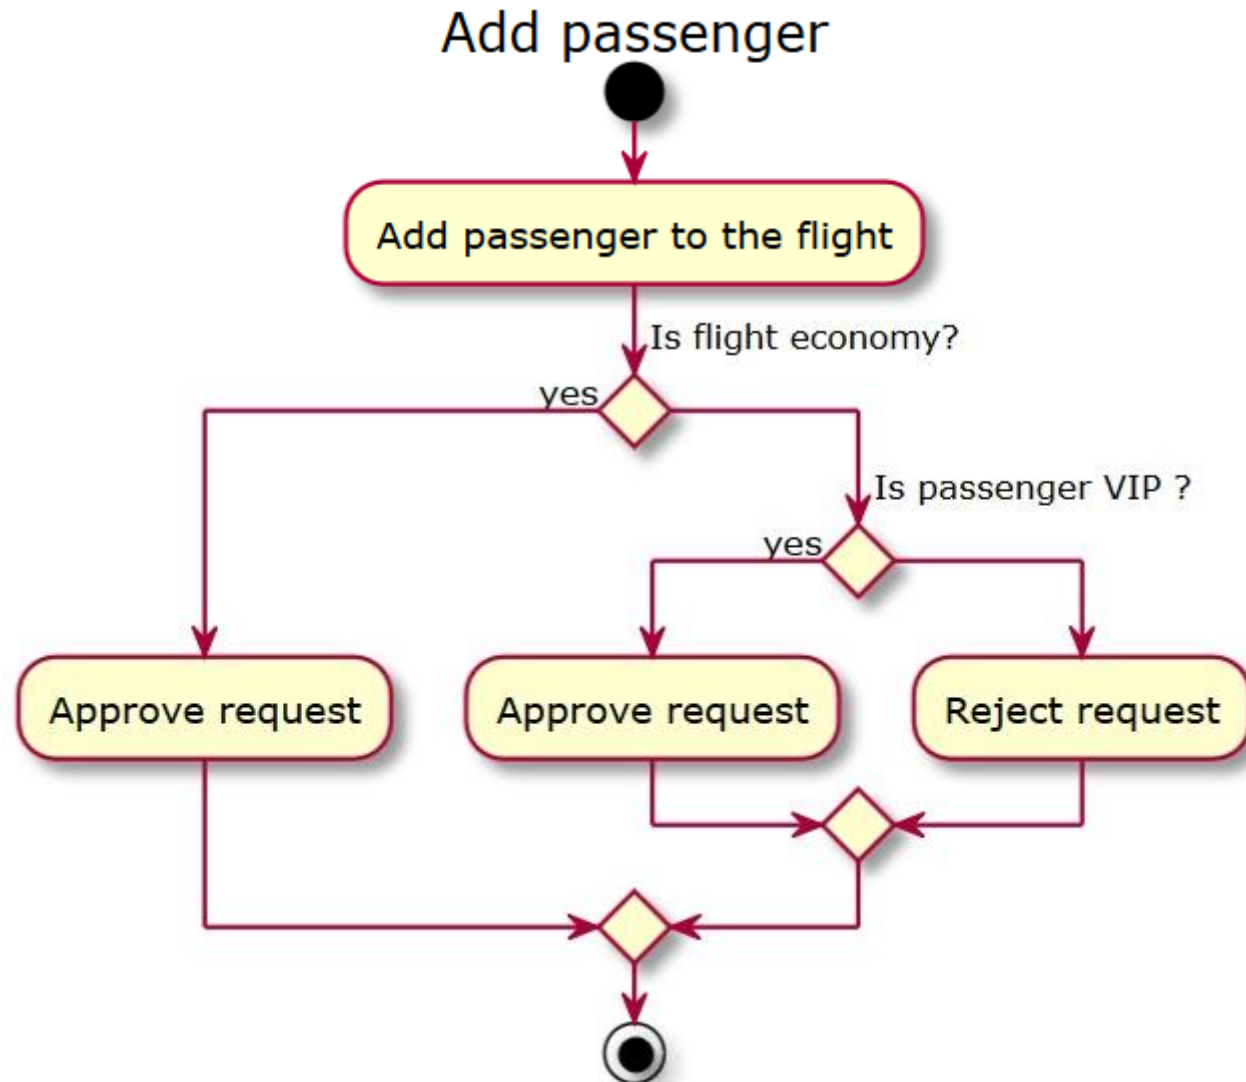 Add passenger
Add passenger to the flight
Is flight economy?
yes
Is passenger VIP ?
yes
Approve request
Approve request
Reject request